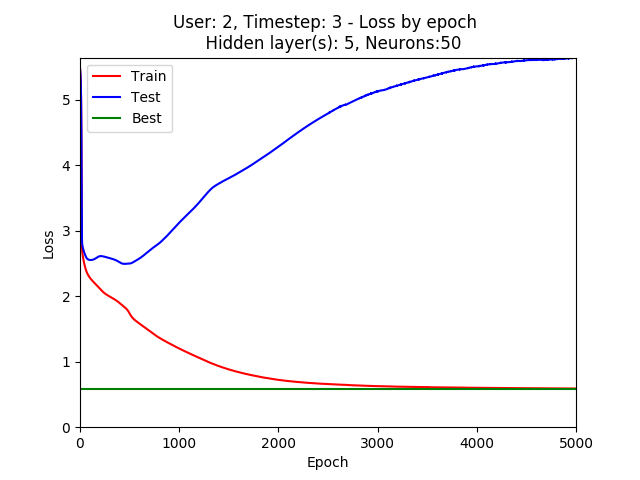 User: 2, Timestep: 3 - Loss by epoch
Hidden layer(s): 5, Neurons:50
Train
Test
Best
5
4
3
2
1
0
Loss
0 1000 2000 3000 4000 5000
Epoch